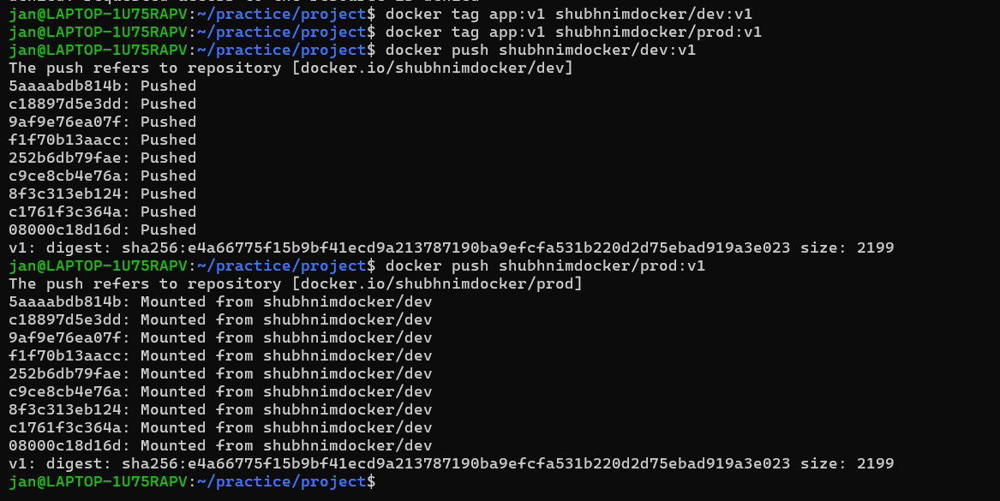 jan@LAPTOP-1U75RAPV:~/practice/project$ docker tag app:v1 shubhnimdocker/dev:v1
jan@LAPTOP-1U75RAPV:~/practice/project$ docker tag app:v1 shubhnimdocker/prod:v1
jan@LAPTOP-1U75RAPV:~/practice/project$ docker push shubhnimdocker/dev:v1
The push refers to repository [docker.io/shubhnimdocker/dev]
5aaaabdb814b: Pushed
c18897d5e3dd: Pushed
9af9e76ea07f: Pushed
f1f70b13aacc: Pushed
252b6db79fae: Pushed
c9ce8cb4e76a: Pushed
8f3c313eb124: Pushed
c1761f3c364a: Pushed
08000c18d16d: Pushed
v1: digest: sha256:e4a66775f15b9bf41ecd9a213787190ba9efcfa531b220d2d75ebad919a3e023 size: 2199
jan@LAPTOP-1U75RAPV:~/practice/project$ docker push shubhnimdocker/prod:v1
The push refers to repository [docker.io/shubhnimdocker/prod]
5aaaabdb814b: Mounted from shubhnimdocker/dev
c18897d5e3dd: Mounted from shubhnimdocker/dev
9af9e76ea07f: Mounted from shubhnimdocker/dev
f1f70b13aacc: Mounted from shubhnimdocker/dev
252b6db79fae: Mounted from shubhnimdocker/dev
c9ce8cb4e76a: Mounted from shubhnimdocker/dev
8f3c313eb124: Mounted from shubhnimdocker/dev
c1761f3c364a: Mounted from shubhnimdocker/dev
08000c18d16d: Mounted from shubhnimdocker/dev
v1: digest: sha256:e4a66775f15b9bf41ecd9a213787190ba9efcfa531b220d2d75ebad919a3e023 size: 2199
jan@LAPTOP-1U75RAPV:~/practice/project$